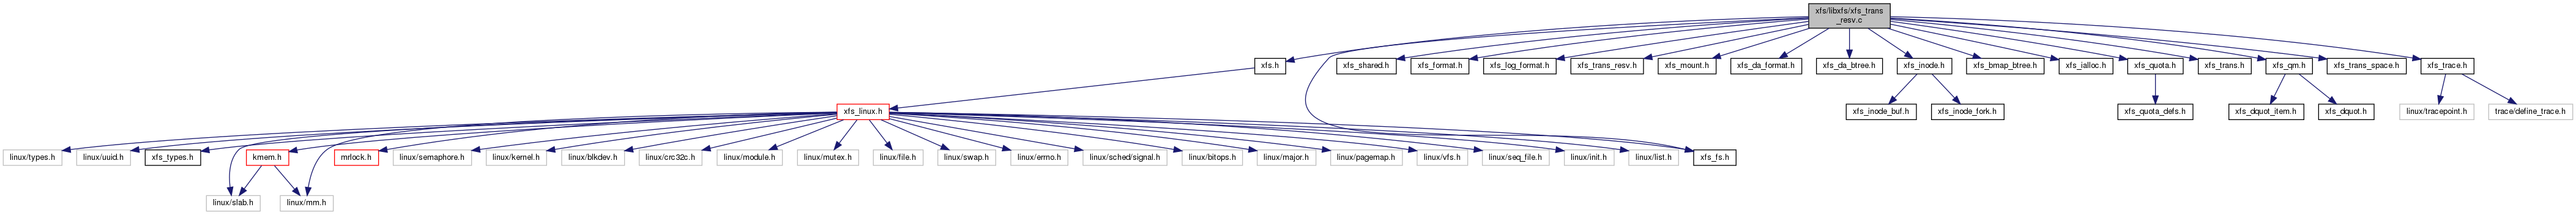 xfs/libxfs/xfs_trans
_resv.c
xfs.h
xfs_shared.h
xfs_format.h
xfs_log_format.h
xfs_trans_resv.h
xfs_mount.h
xfs_da_format.h
xfs_da_btree.h
xfs_inode.h
xfs_bmap_btree.h
xfs_ialloc.h
xfs_quota.h
xfs_trans.h
xfs_qm.h
xfs_trans_space.h
xfs_trace.h
xfs_linux.h
xfs_inode_buf.h
xfs_inode_fork.h
xfs_quota_defs.h
xfs_dquot_item.h
xfs_dquot.h
linux/tracepoint.h
trace/define_trace.h
linux/types.h
linux/uuid.h
xfs_types.h
kmem.h
mrlock.h
linux/semaphore.h
linux/kernel.h
linux/blkdev.h
linux/crc32c.h
linux/module.h
linux/mutex.h
linux/file.h
linux/swap.h
linux/errno.h
linux/sched/signal.h
linux/bitops.h
linux/major.h
linux/pagemap.h
linux/vfs.h
linux/seq_file.h
linux/init.h
linux/list.h
xfs_fs.h
linux/slab.h
linux/mm.h